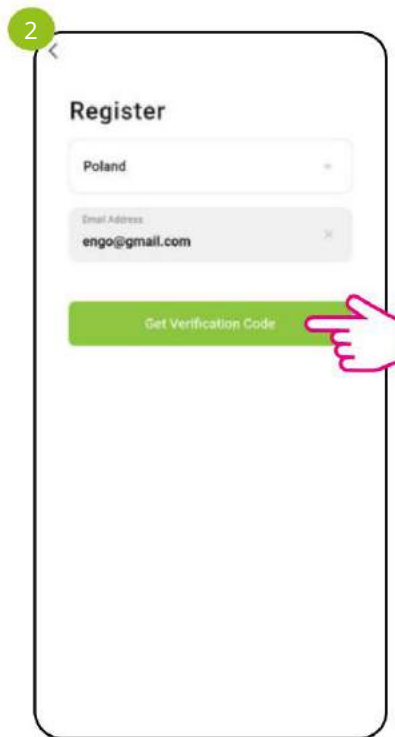 2
Register
Poland
Email Address
engo@gmail.com
Get Verification Code